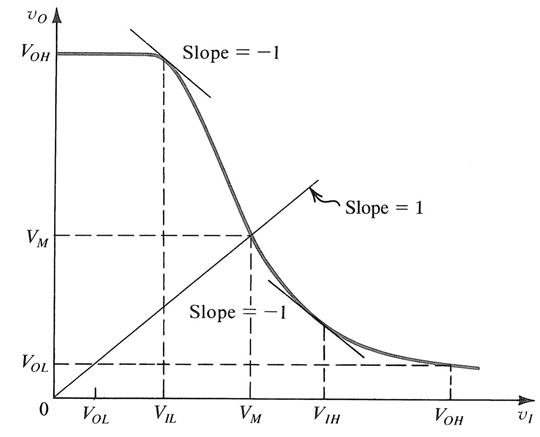 v_O
V_OH
Slope = −1
Slope = 1
V_M
Slope = −1
V_OL
0
V_OL V_IL V_M V_IH V_OH v_I